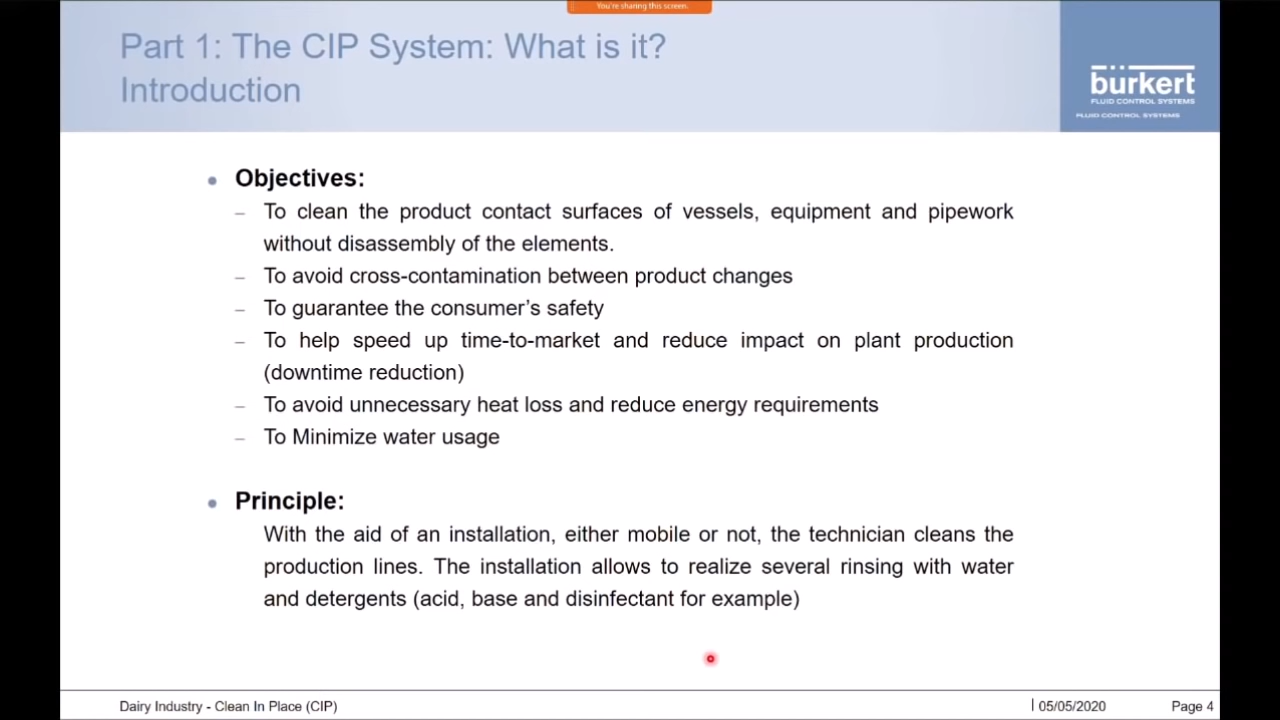 You're sharing this screen.
Part 1: The CIP System: What is it?
Introduction
bürkert
FLUID CONTROL SYSTEMS
FLUID CONTROL SYSTEMS
• Objectives:
– To clean the product contact surfaces of vessels, equipment and pipework
without disassembly of the elements.
– To avoid cross-contamination between product changes
– To guarantee the consumer's safety
– To help speed up time-to-market and reduce impact on plant production
(downtime reduction)
– To avoid unnecessary heat loss and reduce energy requirements
– To Minimize water usage
• Principle:
With the aid of an installation, either mobile or not, the technician cleans the
production lines. The installation allows to realize several rinsing with water
and detergents (acid, base and disinfectant for example)
Dairy Industry - Clean In Place (CIP)
| 05/05/2020
Page 4